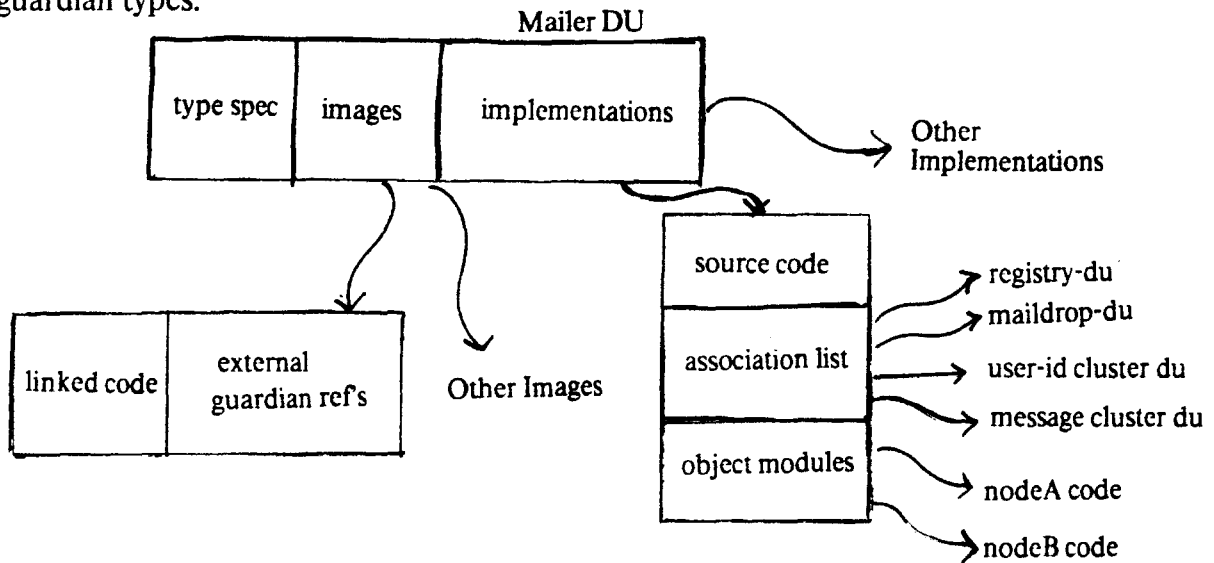 guardian types.
Mailer DU
type spec
images
implementations
Other
Implementations
source code
association list
object modules
registry-du
maildrop-du
user-id cluster du
message cluster du
nodeA code
nodeB code
linked code
external
guardian refs
Other Images